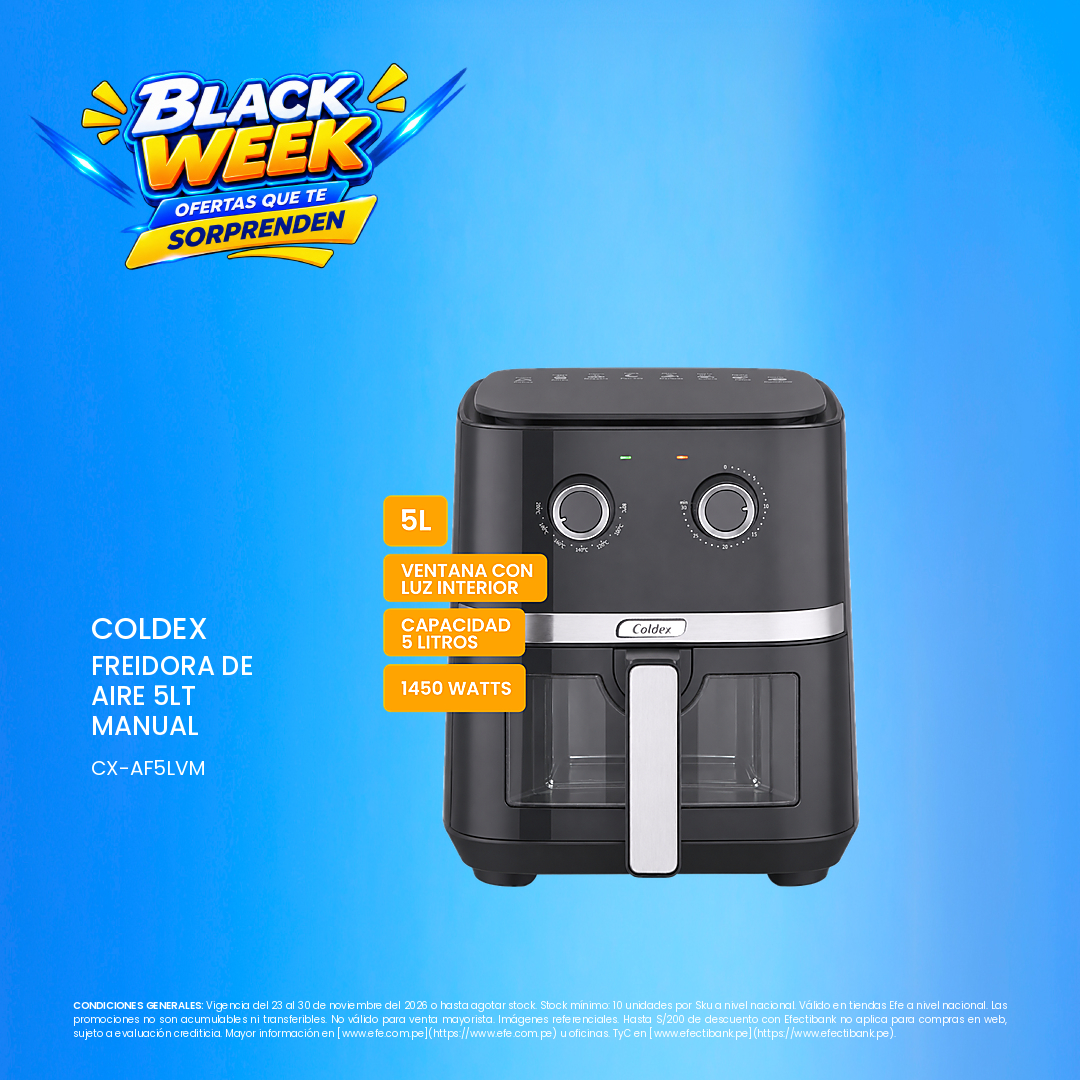 BLACK
WEEK
OFERTAS QUE TE
SORPRENDEN
5L
VENTANA CON
LUZ INTERIOR
CAPACIDAD
5 LITROS
1450 WATTS
Coldex
COLDEX
FREIDORA DE
AIRE 5LT
MANUAL
CX-AF5LVM
CONDICIONES GENERALES: Vigencia del 23 al 30 de noviembre del 2026 o hasta agotar stock. Stock mínimo: 10 unidades por Sku a nivel nacional. Válido en tiendas Efe a nivel nacional. Las
promociones no son acumulables ni transferibles. No válido para venta mayorista. Imágenes referenciales. Hasta S/200 de descuento con Efectibank no aplica para compras en web,
sujeto a evaluación crediticia. Mayor información en [www.efe.com.pe](https://www.efe.com.pe) u oficinas. TyC en [www.efectibank.pe](https://www.efectibank.pe).